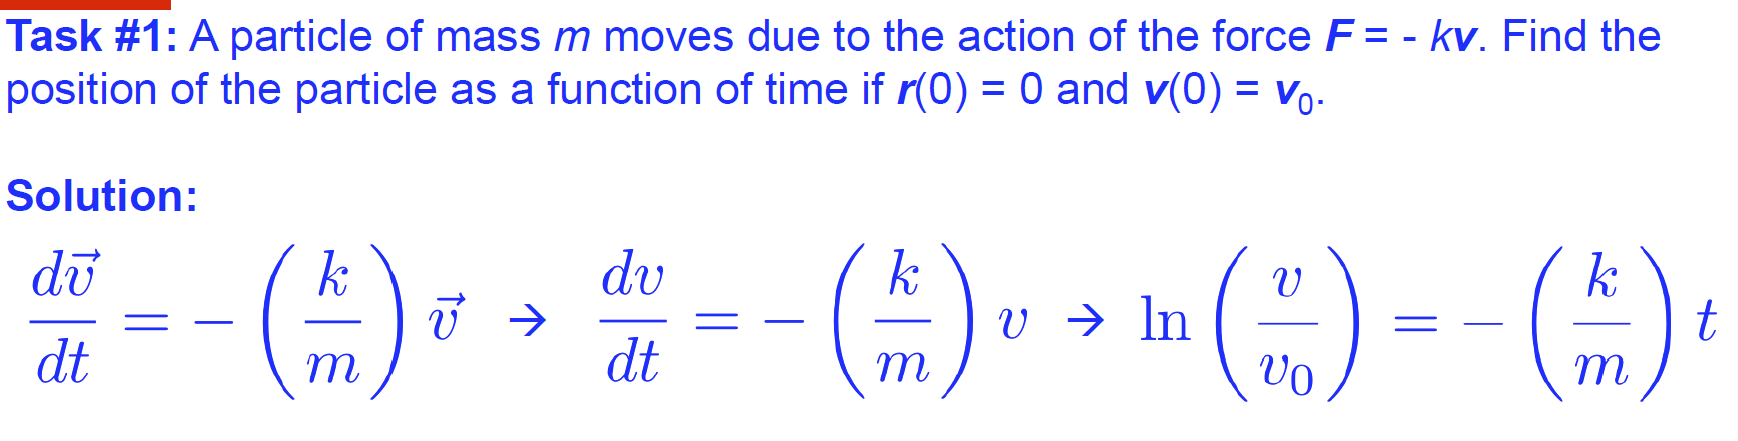 Task #1: A particle of mass m moves due to the action of the force F = - kv. Find the
position of the particle as a function of time if r(0) = 0 and v(0) = v₀.
Solution:
$\frac{d\vec{v}}{dt} = -\left(\frac{k}{m}\right)\vec{v}$ → $\frac{dv}{dt} = -\left(\frac{k}{m}\right)v$ → $\ln\left(\frac{v}{v_0}\right) = -\left(\frac{k}{m}\right)t$